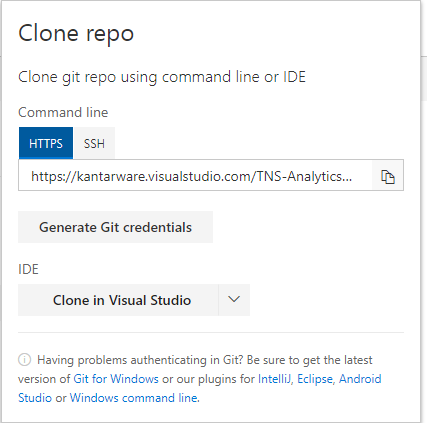 Clone repo
Clone git repo using command line or IDE
Command line
HTTPS SSH
https://kantarware.visualstudio.com/TNS-Analytics...
Generate Git credentials
IDE
Clone in Visual Studio
Having problems authenticating in Git? Be sure to get the latest
version of Git for Windows or our plugins for IntelliJ, Eclipse, Android
Studio or Windows command line.